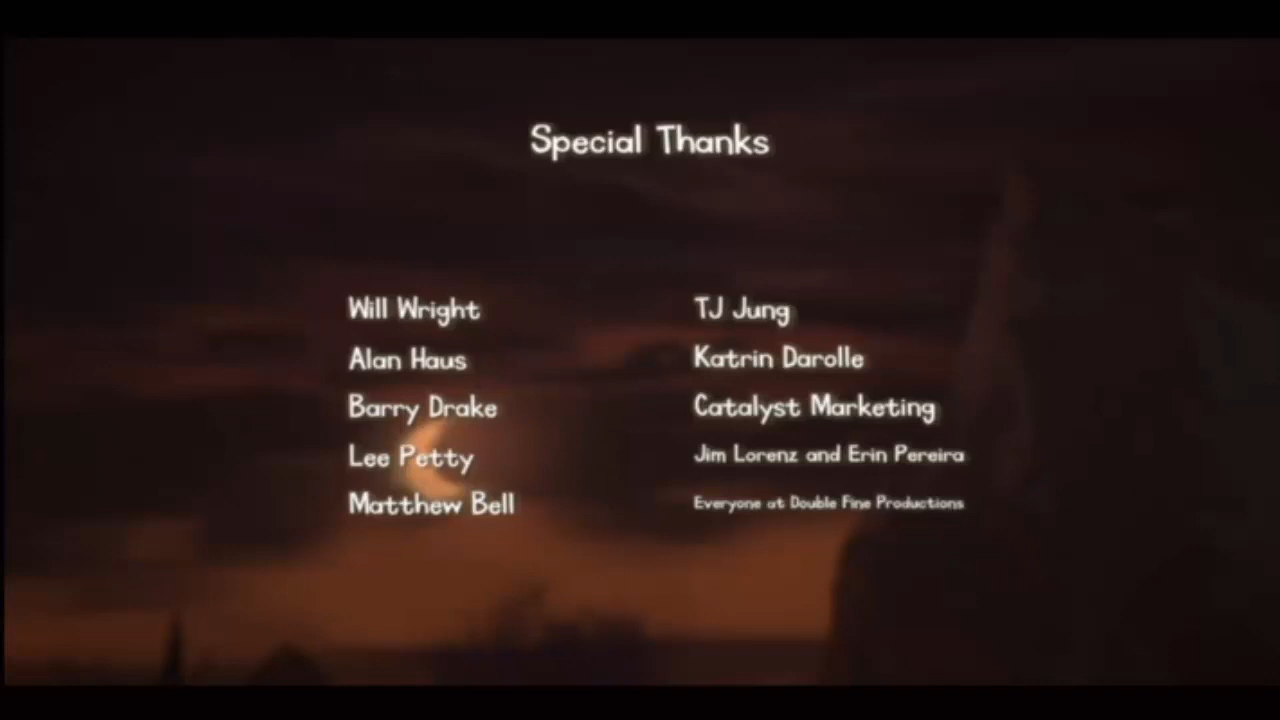 Special Thanks
Will Wright
Alan Haus
Barry Drake
Lee Petty
Matthew Bell
TJ Jung
Katrin Darolle
Catalyst Marketing
Jim Lorenz and Erin Pereira
Everyone at Double Fine Productions